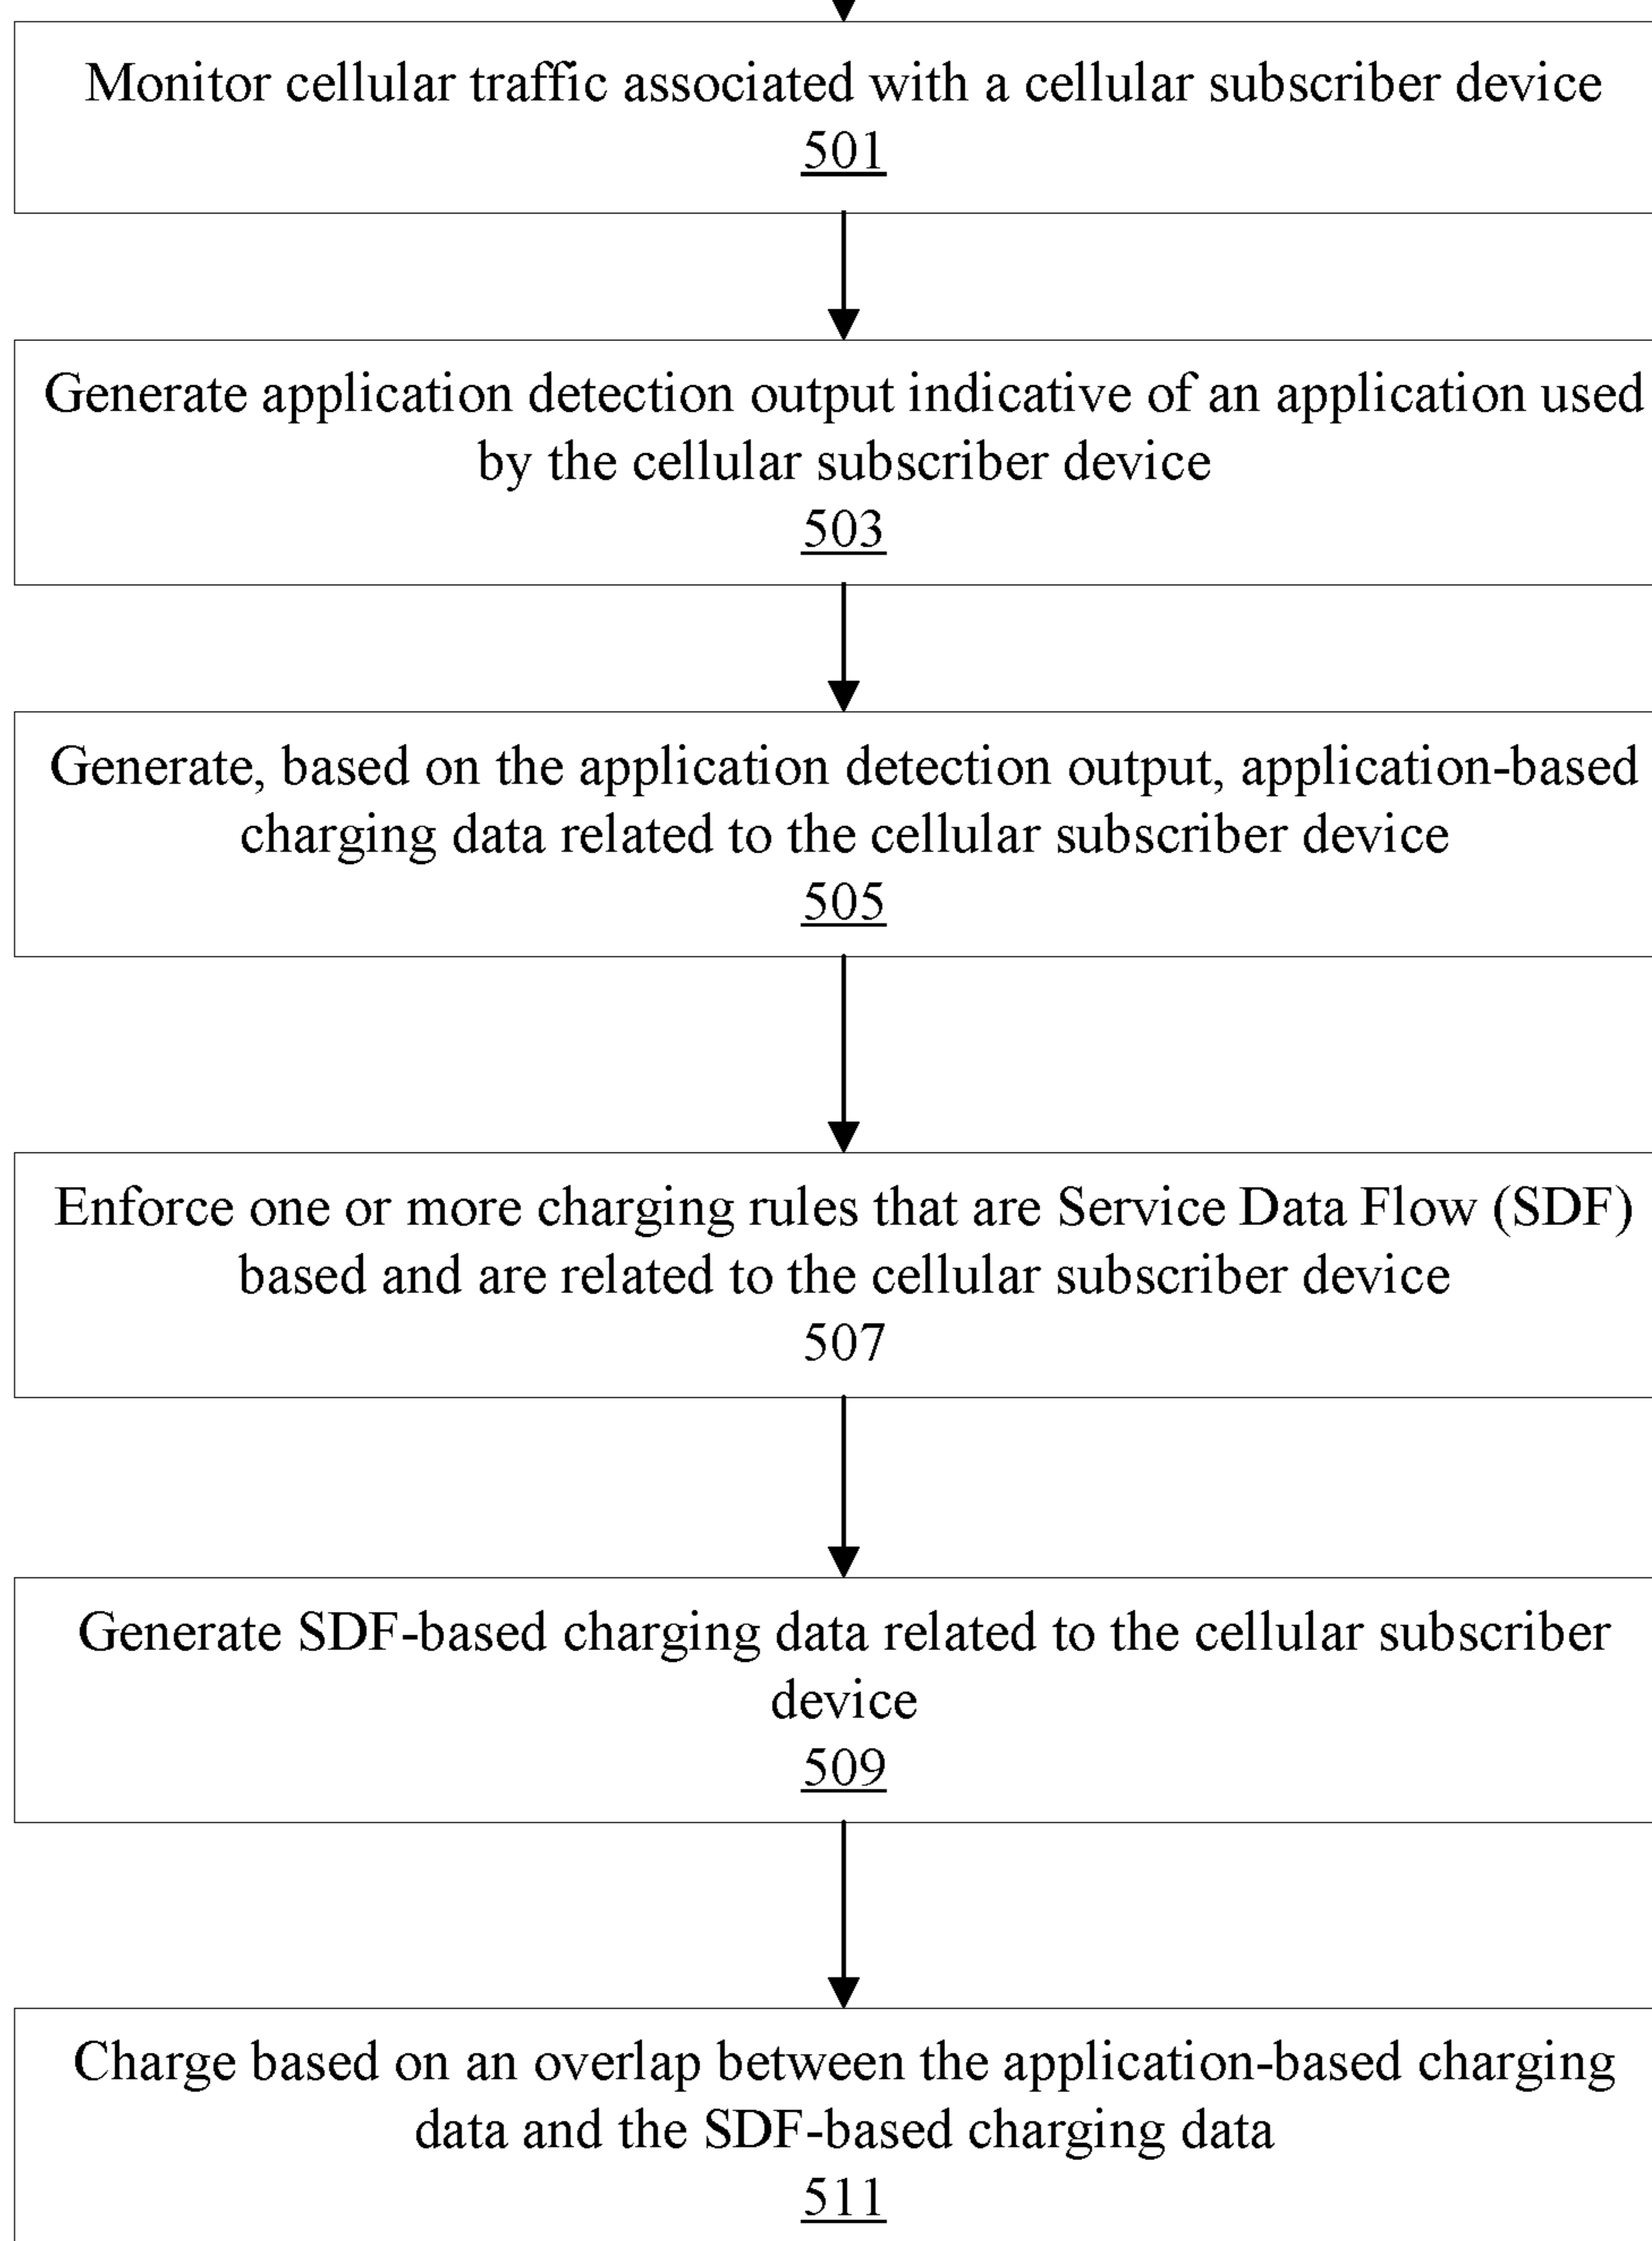 Monitor cellular traffic associated with a cellular subscriber device
501
Generate application detection output indicative of an application used
by the cellular subscriber device
503
Generate, based on the application detection output, application-based
charging data related to the cellular subscriber device
505
Enforce one or more charging rules that are Service Data Flow (SDF)
based and are related to the cellular subscriber device
507
Generate SDF-based charging data related to the cellular subscriber
device
509
Charge based on an overlap between the application-based charging
data and the SDF-based charging data
511